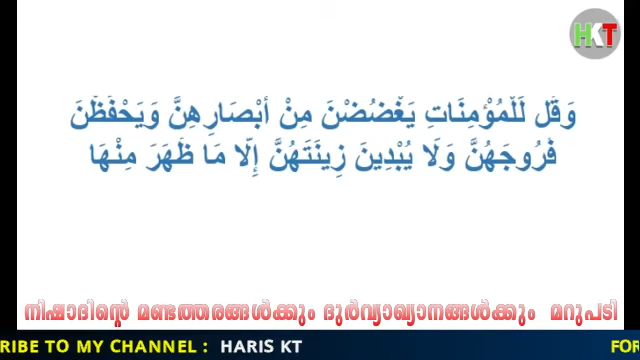 HKT
وَقُل لِّلْمُؤْمِنَاتِ يَغْضُضْنَ مِنْ أَبْصَارِهِنَّ وَيَحْفَظْنَ
فُرُوجَهُنَّ وَلَا يُبْدِينَ زِينَتَهُنَّ إِلَّا مَا ظَهَرَ مِنْهَا
നിഷാദിന്റെ മണ്ടത്തരങ്ങൾക്കും ദുർവ്യാഖ്യാനങ്ങൾക്കും മറുപടി
RIBE TO MY CHANNEL : HARIS KT FOR